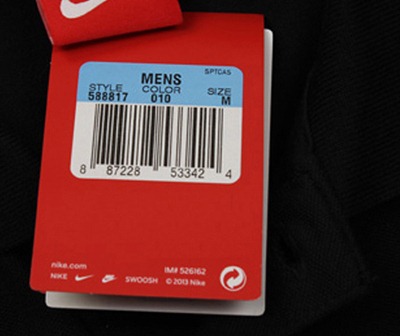 MENS SPTCAS
STYLE COLOR SIZE
588817 010 M
8 87228 53342 4
nike.com IM# 526162
NIKE SWOOSH © 2013 Nike